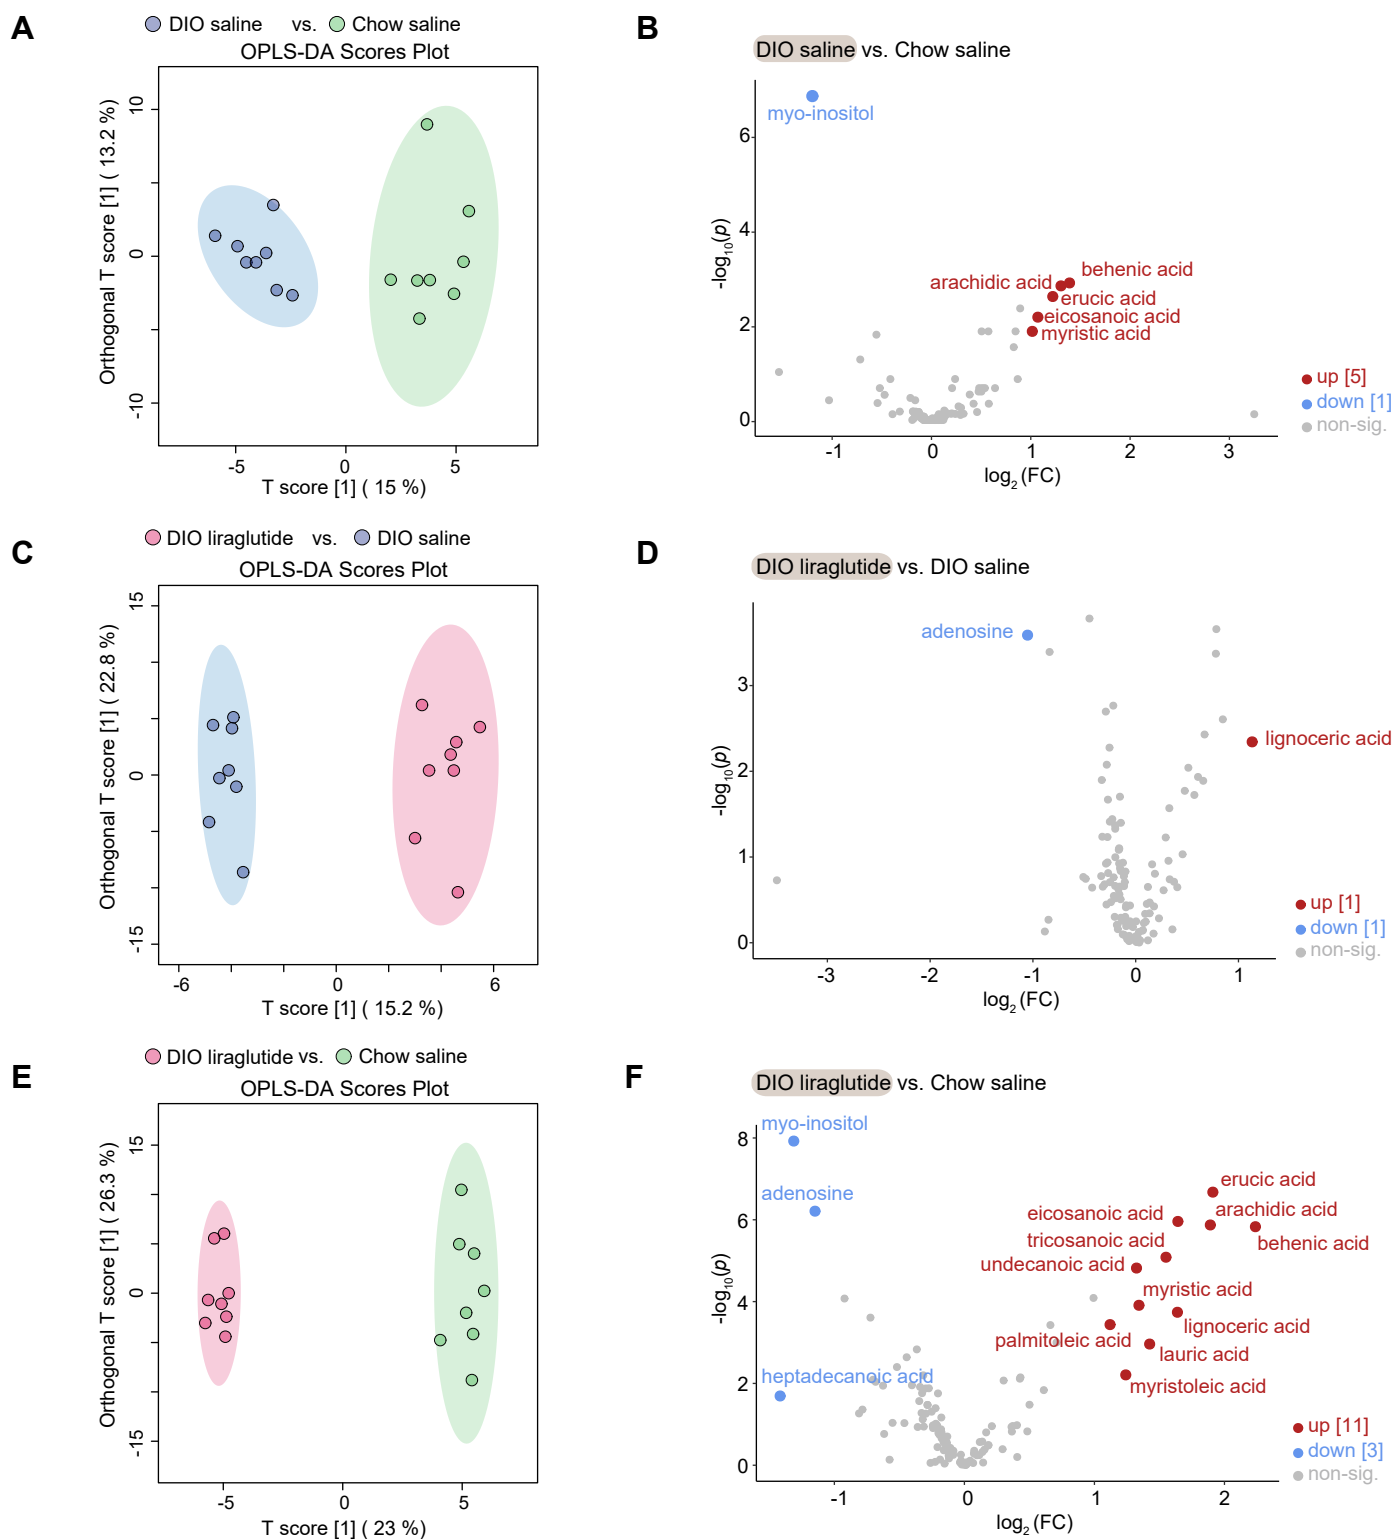 A
DIO saline vs. Chow saline
OPLS-DA Scores Plot
Orthogonal T score [1] ( 13.2 %)
10
0
-10
-5
0
5
T score [1] ( 15 %)
B
DIO saline vs. Chow saline
myo-inositol
6
4
2
0
-log10(p)
behenic acid
arachidic acid
erucic acid
eicosanoic acid
myristic acid
up [5]
down [1]
non-sig.
-1
0
1
2
3
log2 (FC)
C
DIO liraglutide vs. DIO saline
OPLS-DA Scores Plot
Orthogonal T score [1] ( 22.8 %)
15
0
-15
-6
0
6
T score [1] ( 15.2 %)
D
DIO liraglutide vs. DIO saline
adenosine
3
2
1
0
-log10(p)
lignoceric acid
up [1]
down [1]
non-sig.
-3
-2
-1
0
1
log2 (FC)
E
DIO liraglutide vs. Chow saline
OPLS-DA Scores Plot
Orthogonal T score [1] ( 26.3 %)
15
0
-15
-5
0
5
T score [1] ( 23 %)
F
DIO liraglutide vs. Chow saline
myo-inositol
8
6
4
2
0
-log10(p)
adenosine
erucic acid
eicosanoic acid
arachidic acid
tricosanoic acid
behenic acid
undecanoic acid
myristic acid
lignoceric acid
palmitoleic acid
lauric acid
heptadecanoic acid
myristoleic acid
up [11]
down [3]
non-sig.
-1
0
1
2
log2 (FC)